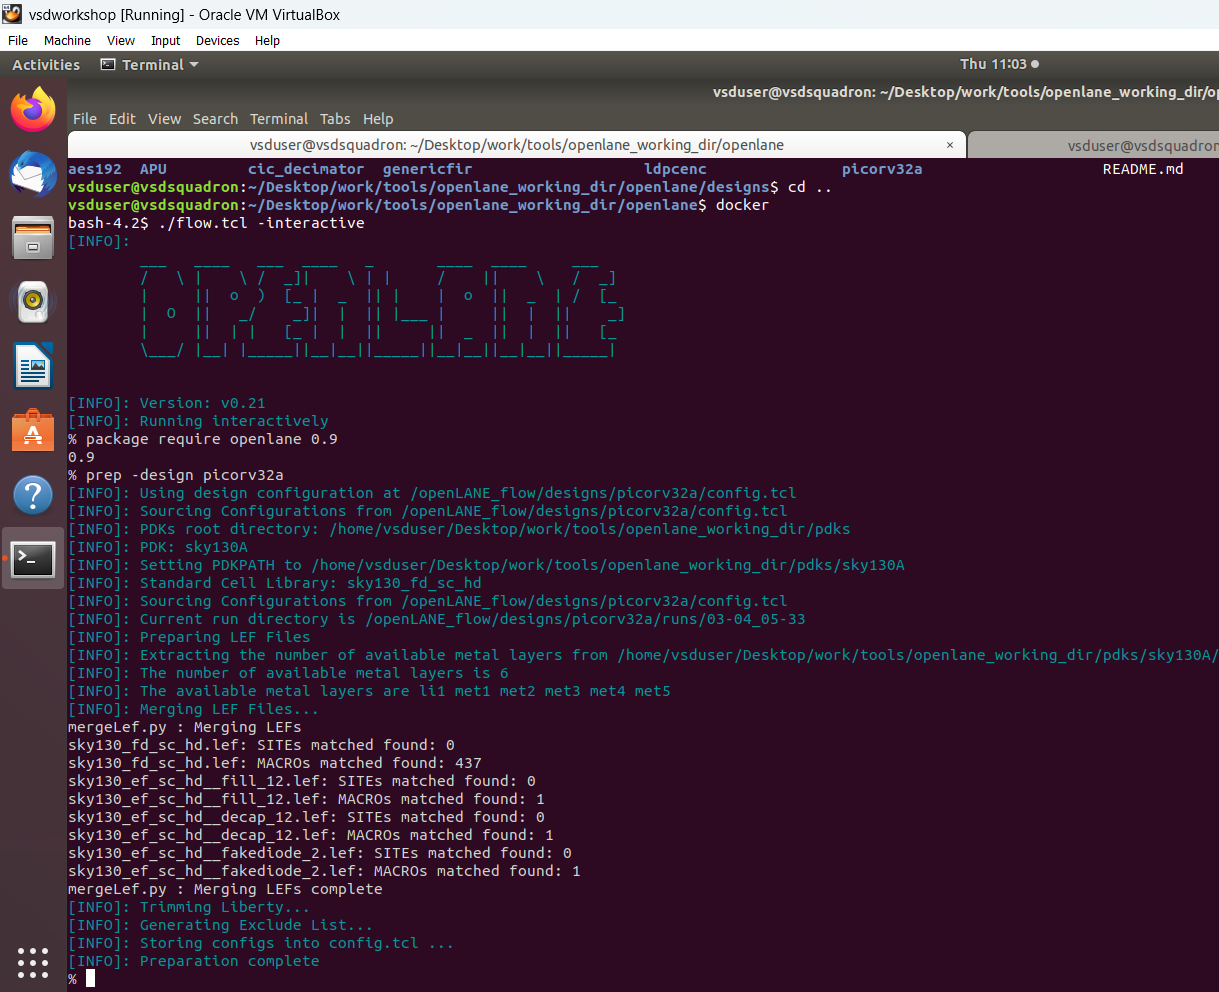 vsdworkshop [Running] - Oracle VM VirtualBox
File Machine View Input Devices Help
Activities Terminal Thu 11:03
vsduser@vsdsquadron: ~/Desktop/work/tools/openlane_working_dir/op
File Edit View Search Terminal Tabs Help
vsduser@vsdsquadron: ~/Desktop/work/tools/openlane_working_dir/openlane × vsduser@vsdsquadron
aes192 APU cic_decimator genericfir ldpcenc picorv32a README.md
vsduser@vsdsquadron:~/Desktop/work/tools/openlane_working_dir/openlane/designs$ cd ..
vsduser@vsdsquadron:~/Desktop/work/tools/openlane_working_dir/openlane$ docker
bash-4.2$ ./flow.tcl -interactive
[INFO]:
OPENLANE
[INFO]: Version: v0.21
[INFO]: Running interactively
% package require openlane 0.9
0.9
% prep -design picorv32a
[INFO]: Using design configuration at /openLANE_flow/designs/picorv32a/config.tcl
[INFO]: Sourcing Configurations from /openLANE_flow/designs/picorv32a/config.tcl
[INFO]: PDKs root directory: /home/vsduser/Desktop/work/tools/openlane_working_dir/pdks
[INFO]: PDK: sky130A
[INFO]: Setting PDKPATH to /home/vsduser/Desktop/work/tools/openlane_working_dir/pdks/sky130A
[INFO]: Standard Cell Library: sky130_fd_sc_hd
[INFO]: Sourcing Configurations from /openLANE_flow/designs/picorv32a/config.tcl
[INFO]: Current run directory is /openLANE_flow/designs/picorv32a/runs/03-04_05-33
[INFO]: Preparing LEF Files
[INFO]: Extracting the number of available metal layers from /home/vsduser/Desktop/work/tools/openlane_working_dir/pdks/sky130A/
[INFO]: The number of available metal layers is 6
[INFO]: The available metal layers are li1 met1 met2 met3 met4 met5
[INFO]: Merging LEF Files...
mergeLef.py : Merging LEFs
sky130_fd_sc_hd.lef: SITEs matched found: 0
sky130_fd_sc_hd.lef: MACROs matched found: 437
sky130_ef_sc_hd__fill_12.lef: SITEs matched found: 0
sky130_ef_sc_hd__fill_12.lef: MACROs matched found: 1
sky130_ef_sc_hd__decap_12.lef: SITEs matched found: 0
sky130_ef_sc_hd__decap_12.lef: MACROs matched found: 1
sky130_ef_sc_hd__fakediode_2.lef: SITEs matched found: 0
sky130_ef_sc_hd__fakediode_2.lef: MACROs matched found: 1
mergeLef.py : Merging LEFs complete
[INFO]: Trimming Liberty...
[INFO]: Generating Exclude List...
[INFO]: Storing configs into config.tcl ...
[INFO]: Preparation complete
%